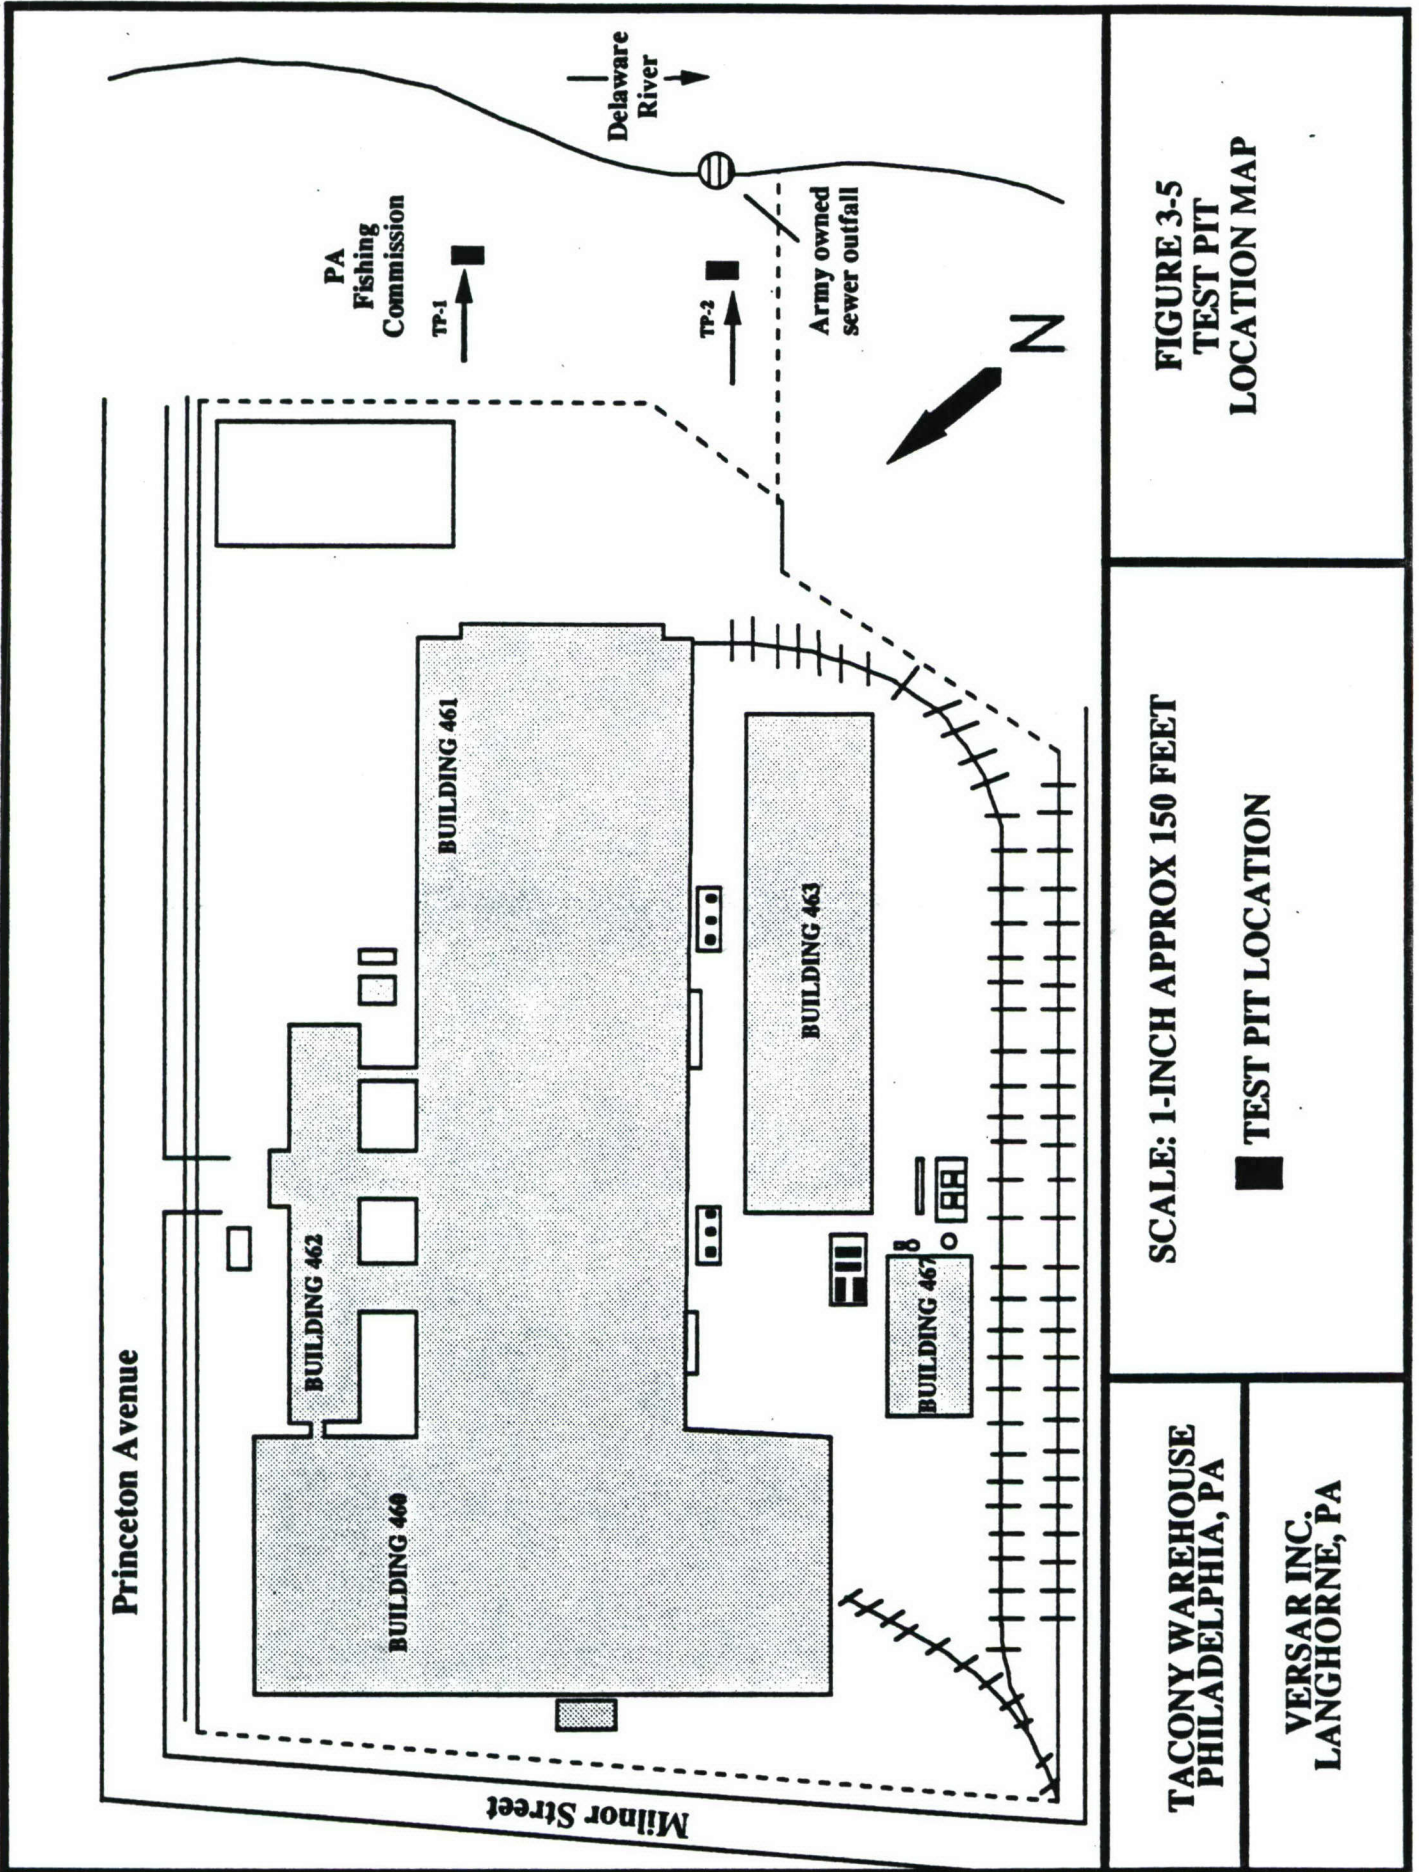 Princeton Avenue
Milnor Street
BUILDING 460
BUILDING 462
BUILDING 461
BUILDING 463
BUILDING 467
PA
Fishing
Commission
TP-1
TP-2
Delaware
River
Army owned
sewer outfall
N
TACONY WAREHOUSE
PHILADELPHIA, PA
VERSAR INC.
LANGHORNE, PA
SCALE: 1-INCH APPROX 150 FEET
TEST PIT LOCATION
FIGURE 3-5
TEST PIT
LOCATION MAP